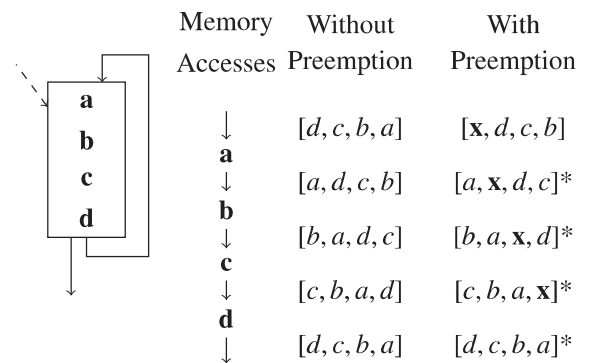 Memory Without With
Accesses Preemption Preemption
a
b
c
d
↓ [d, c, b, a] [x, d, c, b]
a
↓ [a, d, c, b] [a, x, d, c]*
b
↓ [b, a, d, c] [b, a, x, d]*
c
↓ [c, b, a, d] [c, b, a, x]*
d
↓ [d, c, b, a] [d, c, b, a]*